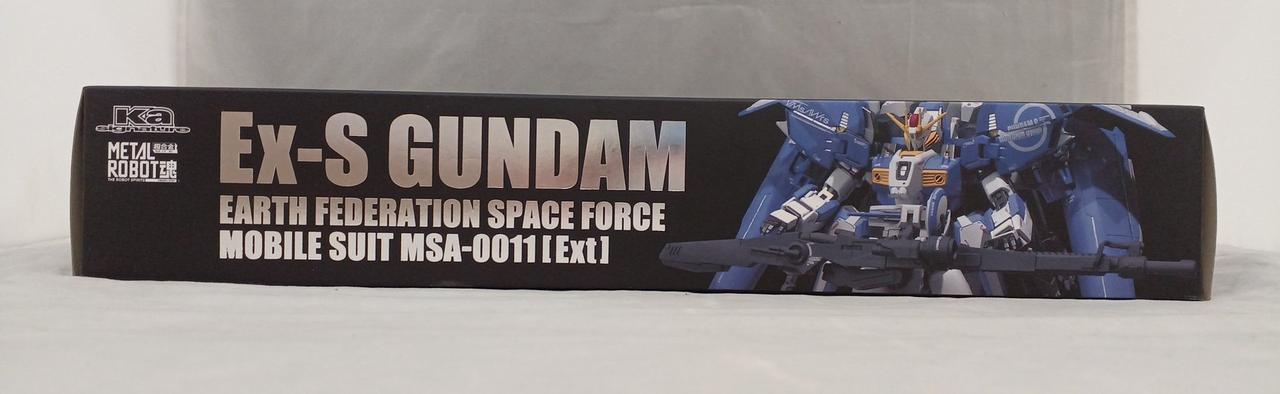 Ka
signature
METAL
ROBOT魂
THE ROBOT SPIRITS
超合金
Ex-S GUNDAM
EARTH FEDERATION SPACE FORCE
MOBILE SUIT MSA-0011[Ext]